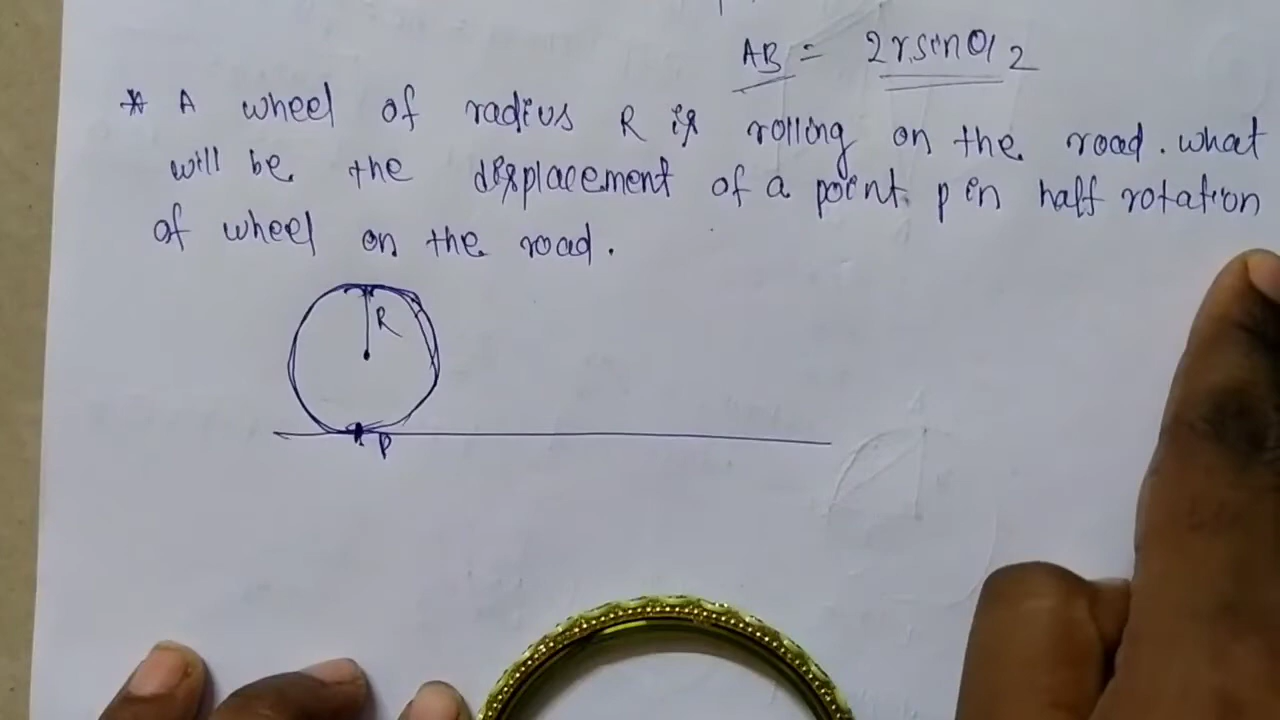 AB = 2r.sin θ/2
* A wheel of radius R is rolling on the road. what
will be the displacement of a point p in half rotation
of wheel on the road.
R
P